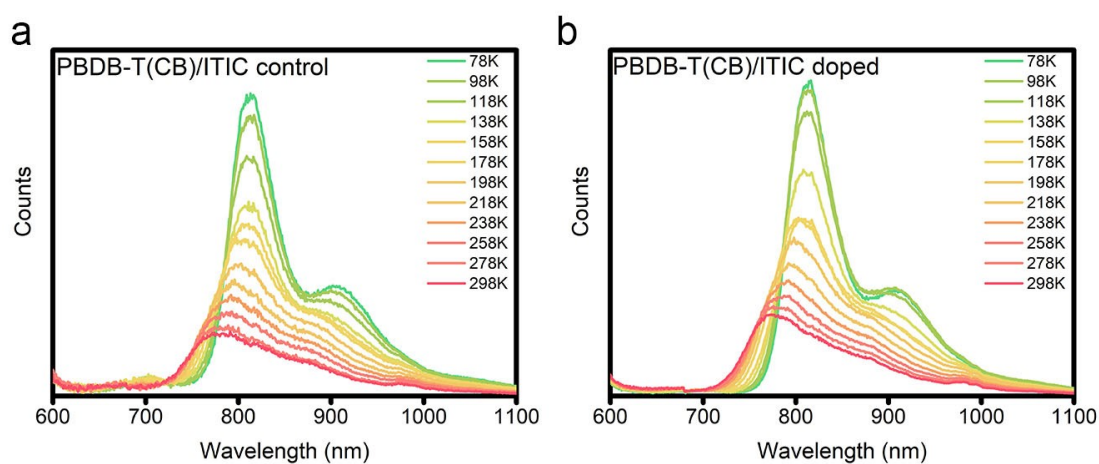 a
PBDB-T(CB)/ITIC control
78K
98K
118K
138K
158K
178K
198K
218K
238K
258K
278K
298K
Counts
600 700 800 900 1000 1100
Wavelength (nm)
b
PBDB-T(CB)/ITIC doped
78K
98K
118K
138K
158K
178K
198K
218K
238K
258K
278K
298K
Counts
600 700 800 900 1000 1100
Wavelength (nm)